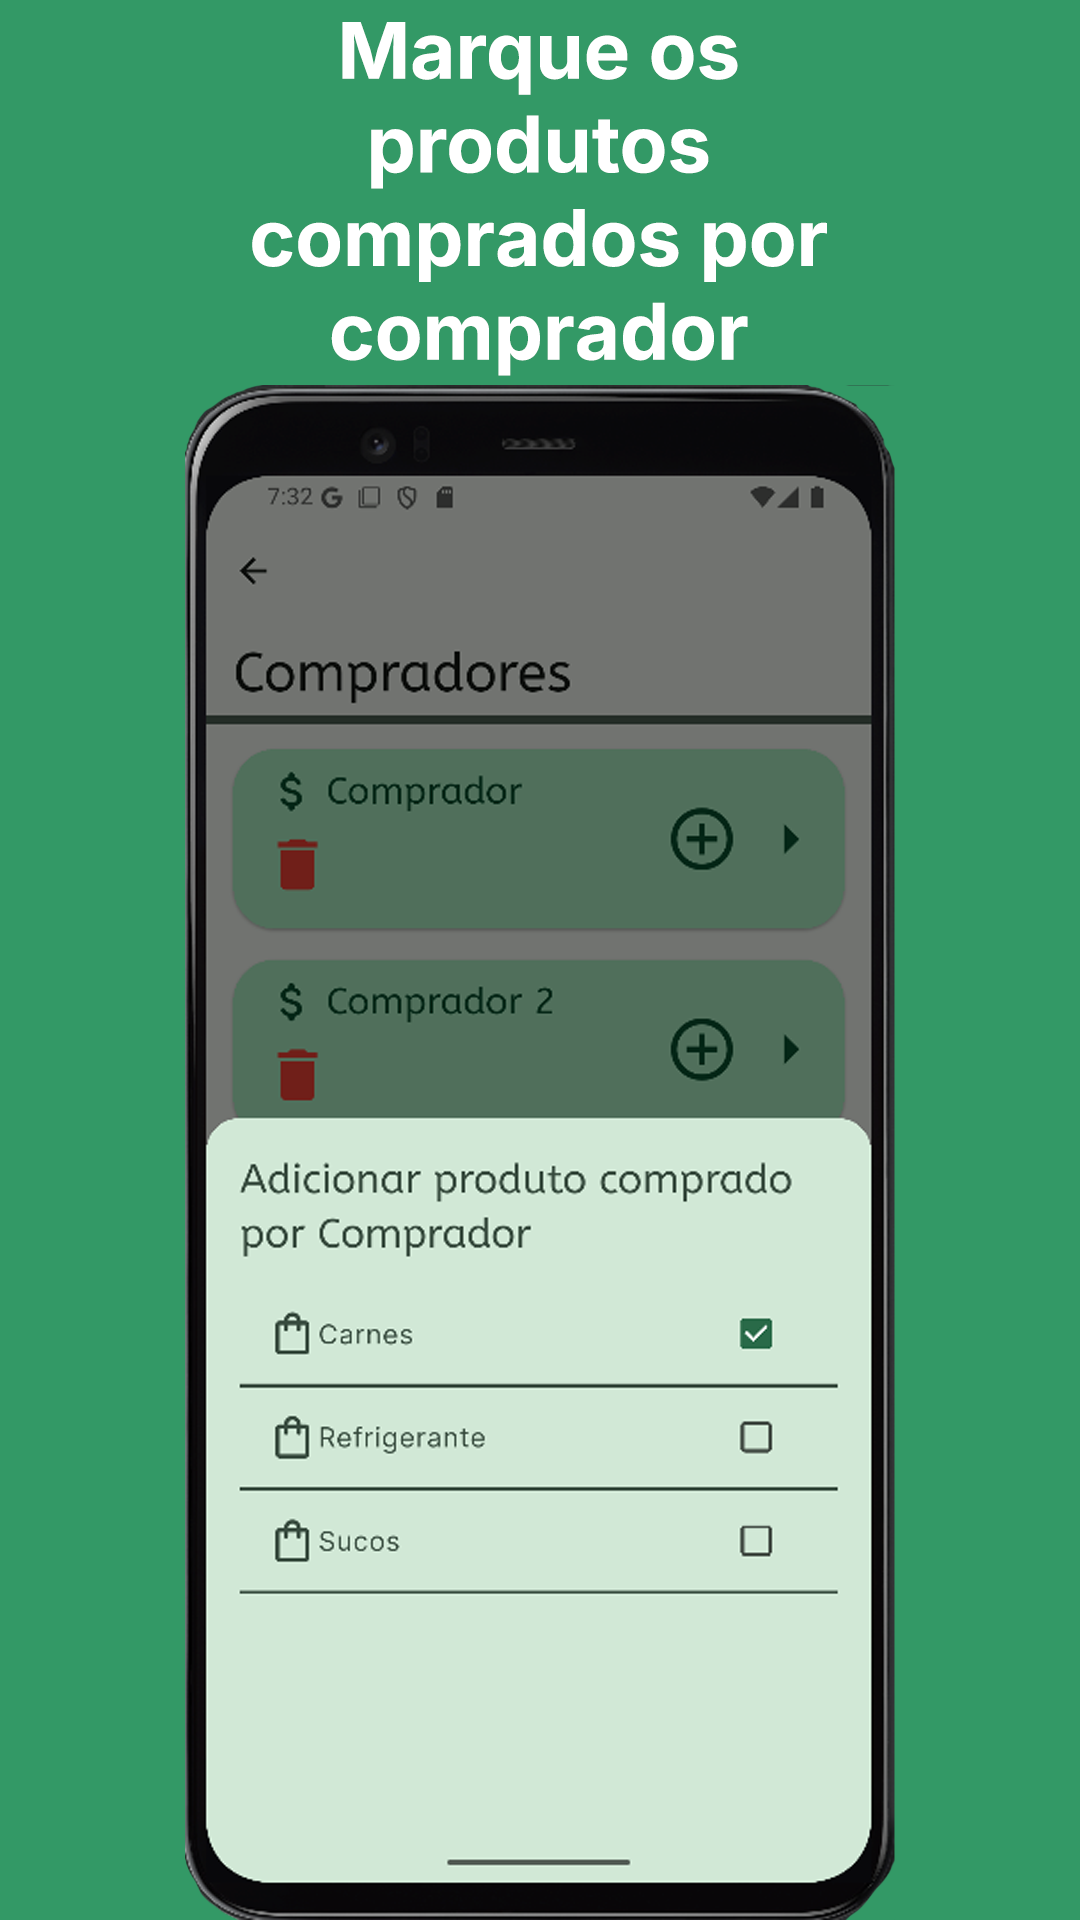 Marque os
produtos
comprados por
comprador
7:32
Compradores
$ Comprador
$ Comprador 2
Adicionar produto comprado
por Comprador
Carnes
Refrigerante
Sucos